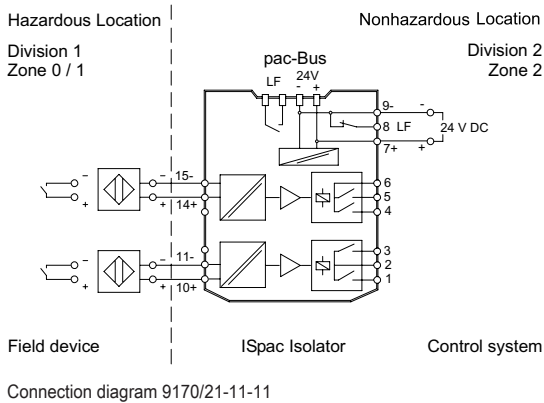 Hazardous Location
Nonhazardous Location
Division 1
Zone 0 / 1
Division 2
Zone 2
pac-Bus
LF
24V
- +
9-
-
8 LF
24 V DC
7+
+
- - 15-
+ + 14+
6
5
4
- - 11-
+ + 10+
3
2
1
Field device
ISpac Isolator
Control system
Connection diagram 9170/21-11-11